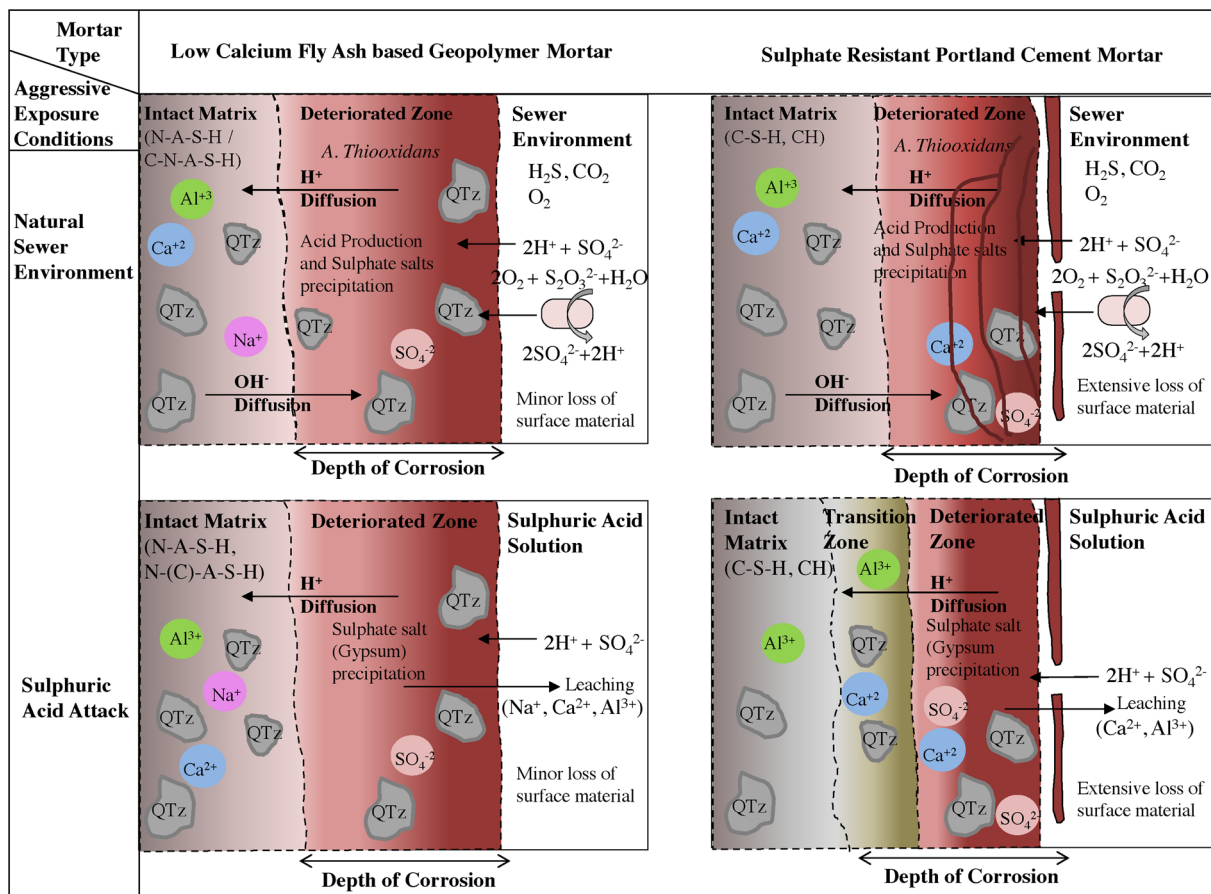 Mortar
Type
Low Calcium Fly Ash based Geopolymer Mortar
Sulphate Resistant Portland Cement Mortar
Aggressive
Exposure
Conditions
Natural
Sewer
Environment
Intact Matrix
(N-A-S-H /
C-N-A-S-H)
Deteriorated Zone
A. Thiooxidans
Sewer
Environment
H₂S, CO₂
O₂
H⁺
Diffusion
QTz
Al⁺³
Ca⁺²
QTz
Acid Production
and Sulphate salts
precipitation
2H⁺ + SO₄²⁻
2O₂ + S₂O₃²⁻+H₂O
QTz
QTz
QTz
Na⁺
SO₄⁻²
2SO₄²⁻+2H⁺
OH⁻
Diffusion
QTz
QTz
Minor loss of
surface material
Depth of Corrosion
Intact Matrix
(C-S-H, CH)
Deteriorated Zone
A. Thiooxidans
Sewer
Environment
H₂S, CO₂
O₂
H⁺
Diffusion
Al⁺³
Ca⁺²
QTz
Acid Production
and Sulphate salts
precipitation
2H⁺ + SO₄²⁻
2O₂ + S₂O₃²⁻+H₂O
QTz
QTz
Ca⁺²
QTz
2SO₄²⁻+2H⁺
OH⁻
Diffusion
QTz
QTz
SO₄⁻²
Extensive loss of
surface material
Depth of Corrosion
Sulphuric
Acid Attack
Intact Matrix
(N-A-S-H,
N-(C)-A-S-H)
Deteriorated Zone
Sulphuric Acid
Solution
H⁺
Diffusion
QTz
Al³⁺
QTz
Sulphate salt
(Gypsum)
precipitation
2H⁺ + SO₄²⁻
Na⁺
Leaching
(Na⁺, Ca²⁺, Al³⁺)
QTz
QTz
QTz
Ca²⁺
SO₄⁻²
QTz
QTz
Minor loss of
surface material
Depth of Corrosion
Intact
Matrix
(C-S-H, CH)
Transition
Zone
Deteriorated
Zone
Sulphuric Acid
Solution
Al³⁺
H⁺
Diffusion
Al³⁺
QTz
Sulphate salt
(Gypsum
precipitation
2H⁺ + SO₄²⁻
Leaching
(Ca²⁺, Al³⁺)
QTz
Ca⁺²
SO₄⁻²
QTz
QTz
Ca⁺²
QTz
QTz
SO₄⁻²
Extensive loss of
surface material
Depth of Corrosion